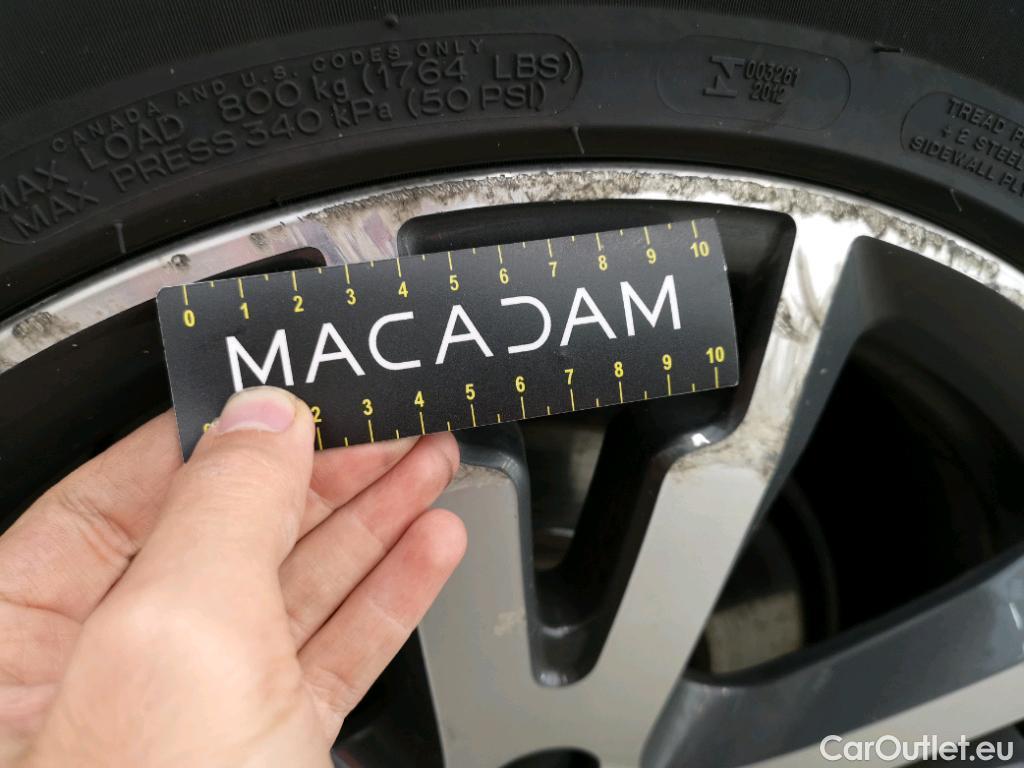 CANADA AND U.S. CODES ONLY
MAX LOAD 800 kg (1764 LBS)
MAX PRESS 340 kPa (50 PSI)
003261
2012
TREAD
+ 2 STEEL
SIDEWALL PLY
0 1 2 3 4 5 6 7 8 9 10
MACADAM
2 3 4 5 6 7 8 9 10
CarOutlet.eu